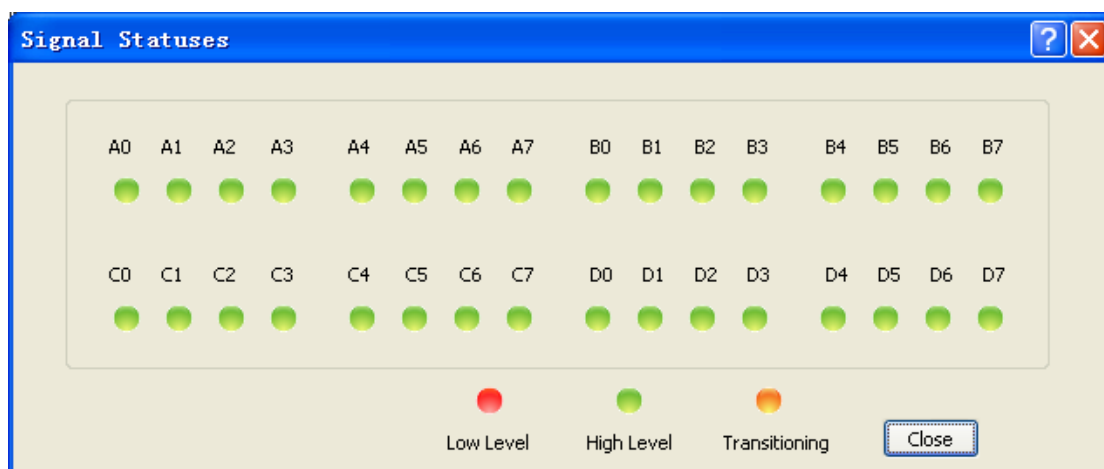 Signal Statuses
A0 A1 A2 A3 A4 A5 A6 A7 B0 B1 B2 B3 B4 B5 B6 B7
C0 C1 C2 C3 C4 C5 C6 C7 D0 D1 D2 D3 D4 D5 D6 D7
Low Level High Level Transitioning Close